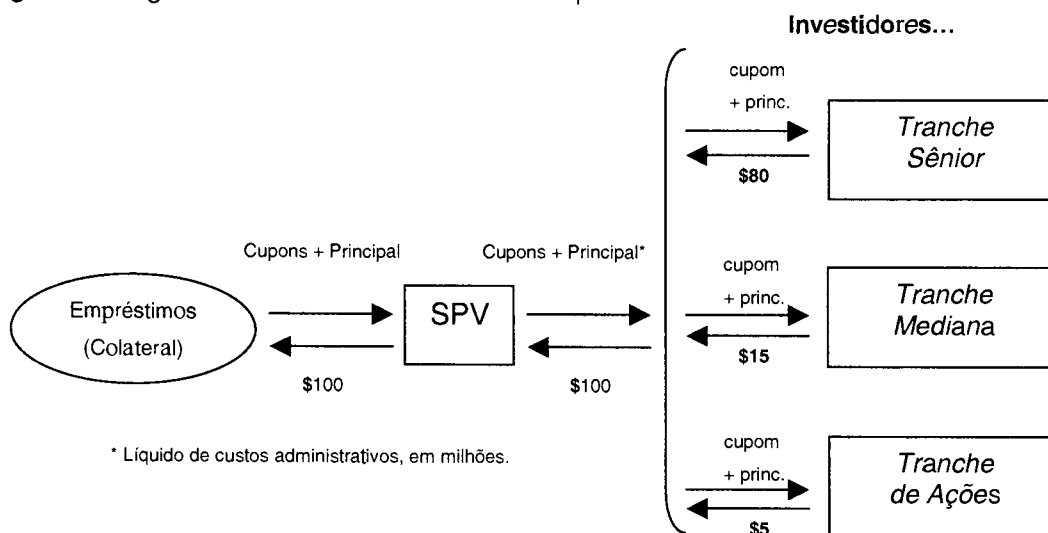 Investidores...
cupom
+ princ.
Tranche
Sênior
$80
Cupons + Principal
Cupons + Principal*
Empréstimos
(Colateral)
SPV
$100
$100
cupom
+ princ.
Tranche
Mediana
$15
* Líquido de custos administrativos, em milhões.
cupom
+ princ.
Tranche
de Ações
$5